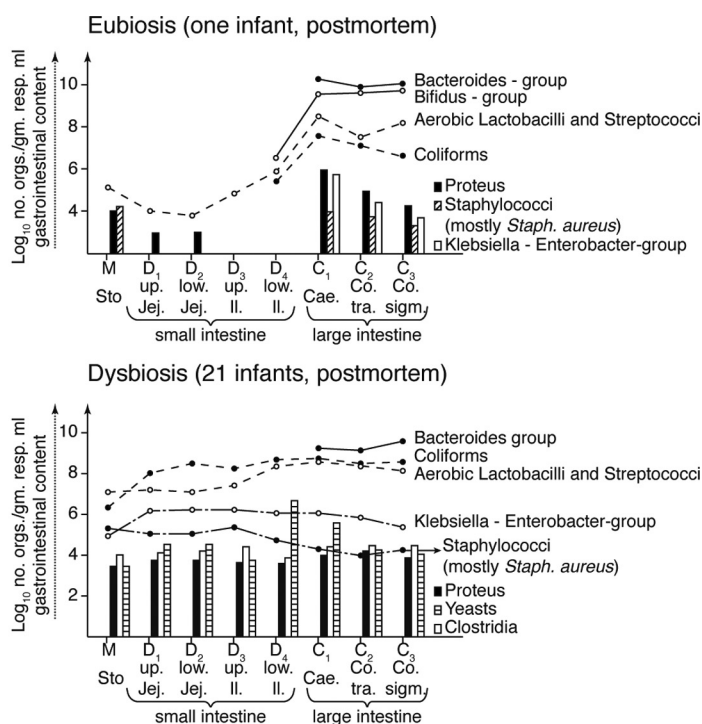 Eubiosis (one infant, postmortem)
Log10 no. orgs./gm. resp. ml
gastrointestinal content
10
8
6
4
Bacteroides - group
Bifidus - group
Aerobic Lactobacilli and Streptococci
Coliforms
Proteus
Staphylococci
(mostly Staph. aureus)
Klebsiella - Enterobacter-group
M D1 D2 D3 D4 C1 C2 C3
up. low. up. low. Co. Co.
Sto Jej. Jej. Il. Il. Cae. tra. sigm.
small intestine large intestine
Dysbiosis (21 infants, postmortem)
Log10 no. orgs./gm. resp. ml
gastrointestinal content
10
8
6
4
2
Bacteroides group
Coliforms
Aerobic Lactobacilli and Streptococci
Klebsiella - Enterobacter-group
Staphylococci
(mostly Staph. aureus)
Proteus
Yeasts
Clostridia
M D1 D2 D3 D4 C1 C2 C3
up. low. up. low. Co. Co.
Sto Jej. Jej. Il. Il. Cae. tra. sigm.
small intestine large intestine